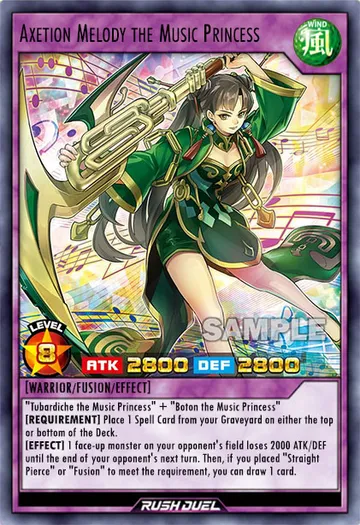 Axetion Melody the Music Princess
WIND
風
SAMPLE
LEVEL
8
ATK 2800 DEF 2800
[WARRIOR/FUSION/EFFECT]
"Tubardiche the Music Princess" + "Boton the Music Princess"
[REQUIREMENT] Place 1 Spell Card from your Graveyard on either the top
or bottom of the Deck.
[EFFECT] 1 face-up monster on your opponent's field loses 2000 ATK/DEF
until the end of your opponent's next turn. Then, if you placed "Straight
Pierce" or "Fusion" to meet the requirement, you can draw 1 card.
RUSH DUEL